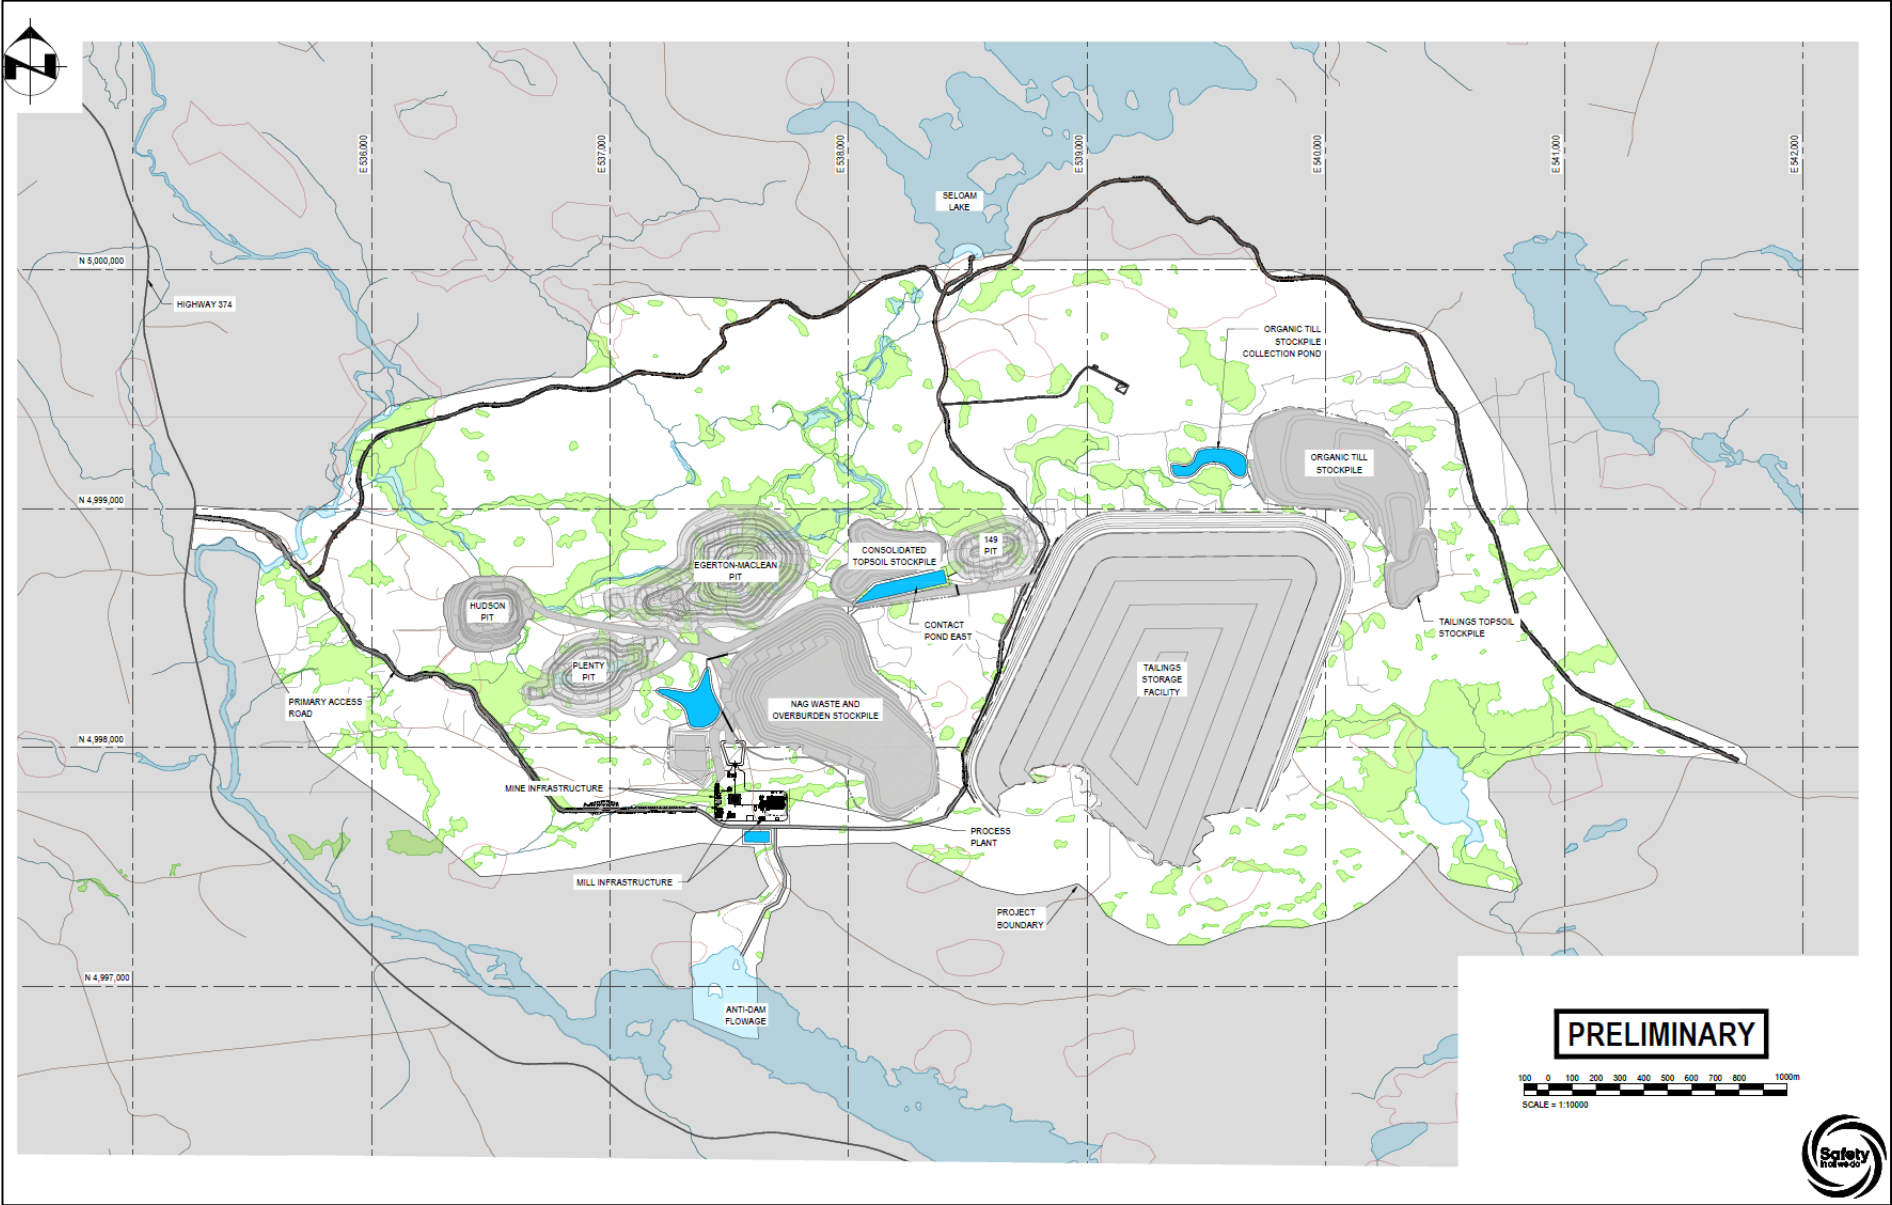 N
E 536,000
E 537,000
E 538,000
E 539,000
E 540,000
E 541,000
E 542,000
SELOAM
LAKE
N 5,000,000
HIGHWAY 374
ORGANIC TILL
STOCKPILE
COLLECTION POND
ORGANIC TILL
STOCKPILE
N 4,999,000
149
PIT
CONSOLIDATED
TOPSOIL STOCKPILE
EGERTON-MACLEAN
PIT
HUDSON
PIT
CONTACT
POND EAST
TAILINGS TOPSOIL
STOCKPILE
PLENTY
PIT
TAILINGS
STORAGE
FACILITY
PRIMARY ACCESS
ROAD
NAG WASTE AND
OVERBURDEN STOCKPILE
N 4,998,000
MINE INFRASTRUCTURE
PROCESS
PLANT
MILL INFRASTRUCTURE
PROJECT
BOUNDARY
N 4,997,000
ANTI-DAM
FLOWAGE
PRELIMINARY
100 0 100 200 300 400 500 600 700 800 1000m
SCALE = 1:10000
Safety
in all we do